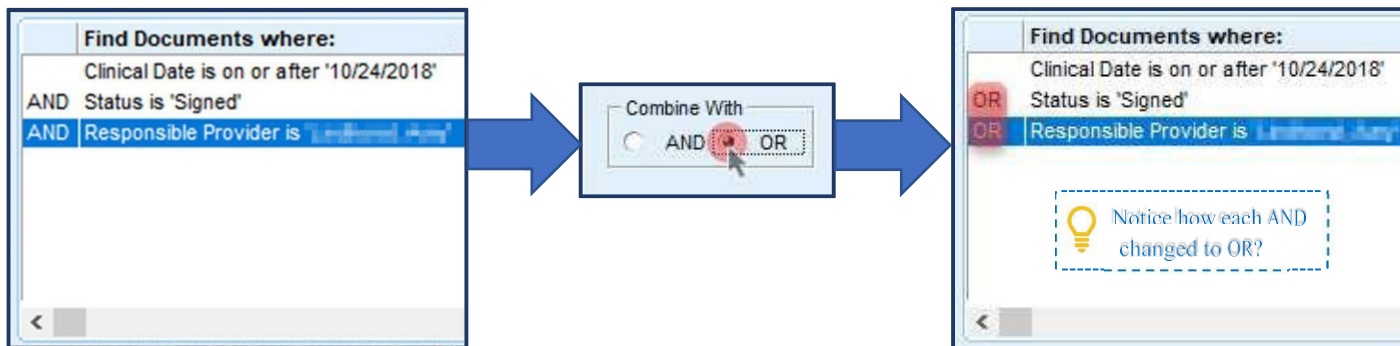 Find Documents where:
Clinical Date is on or after '10/24/2018'
AND Status is 'Signed'
AND Responsible Provider is
Combine With
AND OR
Find Documents where:
Clinical Date is on or after '10/24/2018'
OR Status is 'Signed'
OR Responsible Provider is
Notice how each AND
changed to OR?